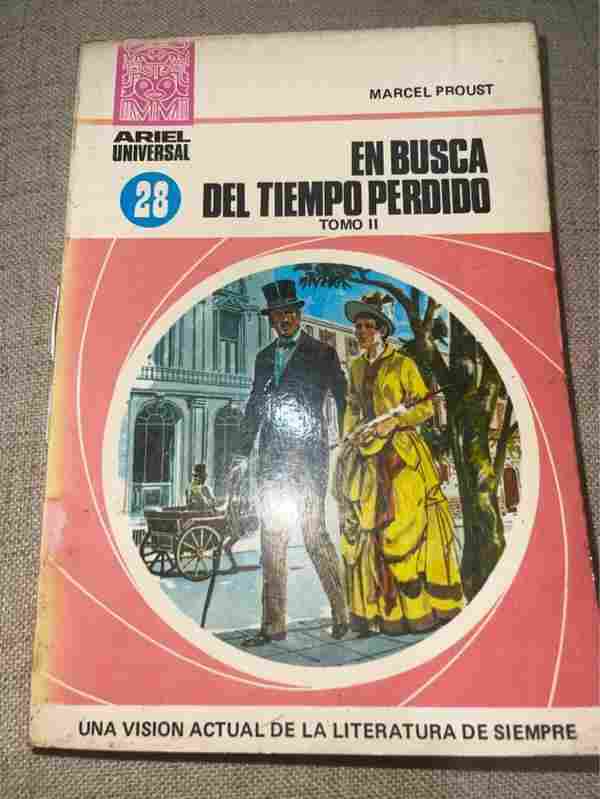 MARCEL PROUST
ARIEL
UNIVERSAL
28
EN BUSCA
DEL TIEMPO PERDIDO
TOMO II
UNA VISION ACTUAL DE LA LITERATURA DE SIEMPRE